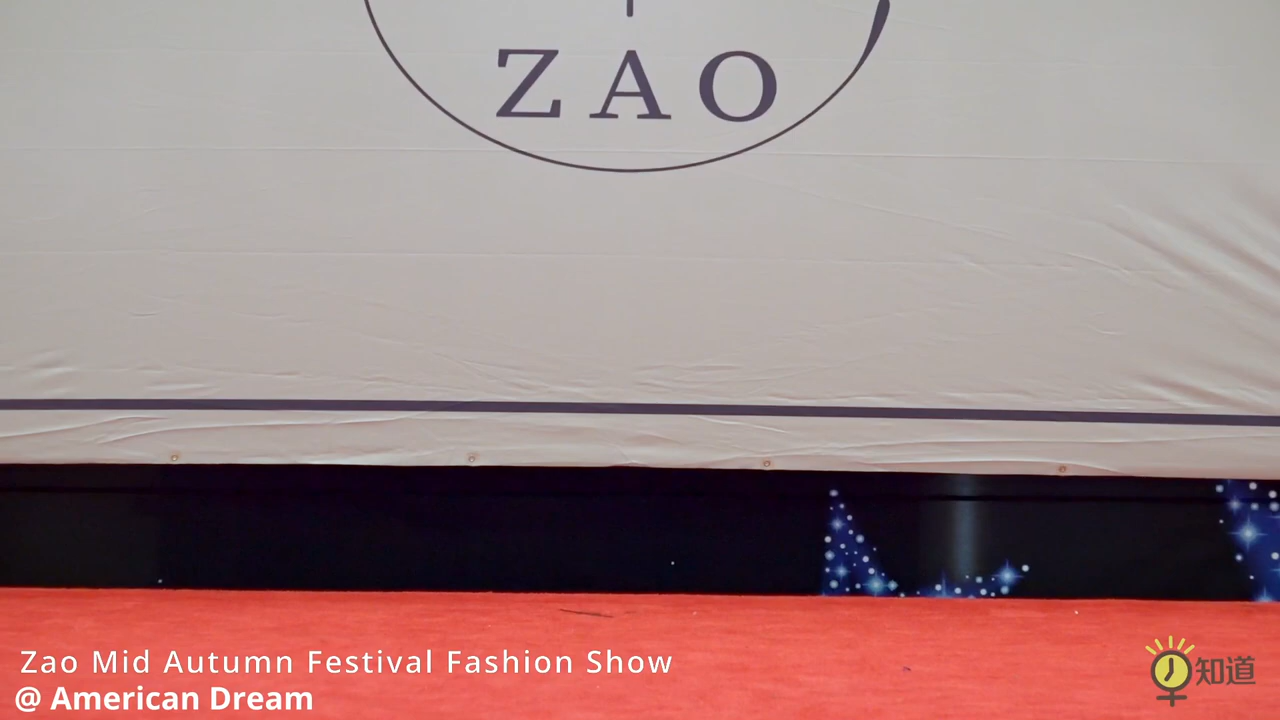 ZAO
Zao Mid Autumn Festival Fashion Show
@ American Dream
知道